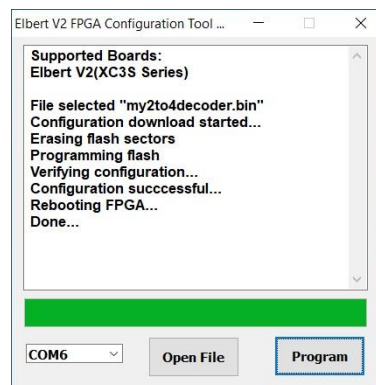 Elbert V2 FPGA Configuration Tool ...
Supported Boards:
Elbert V2(XC3S Series)
File selected "my2to4decoder.bin"
Configuration download started...
Erasing flash sectors
Programming flash
Verifying configuration...
Configuration succcessful...
Rebooting FPGA...
Done...
COM6
Open File
Program